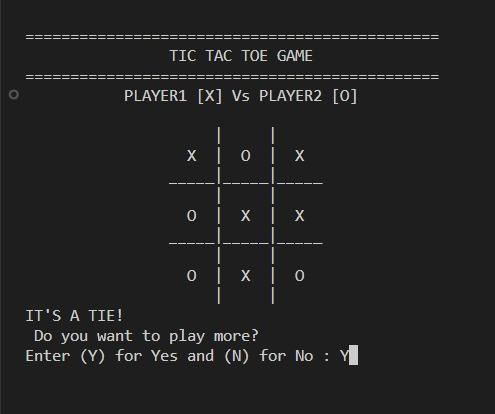 ==============================================
TIC TAC TOE GAME
==============================================
PLAYER1 [X] Vs PLAYER2 [O]
     |     |
  X  |  O  |  X
_____|_____|_____
     |     |
  O  |  X  |  X
_____|_____|_____
     |     |
  O  |  X  |  O
     |     |
IT'S A TIE!
 Do you want to play more?
Enter (Y) for Yes and (N) for No : Y